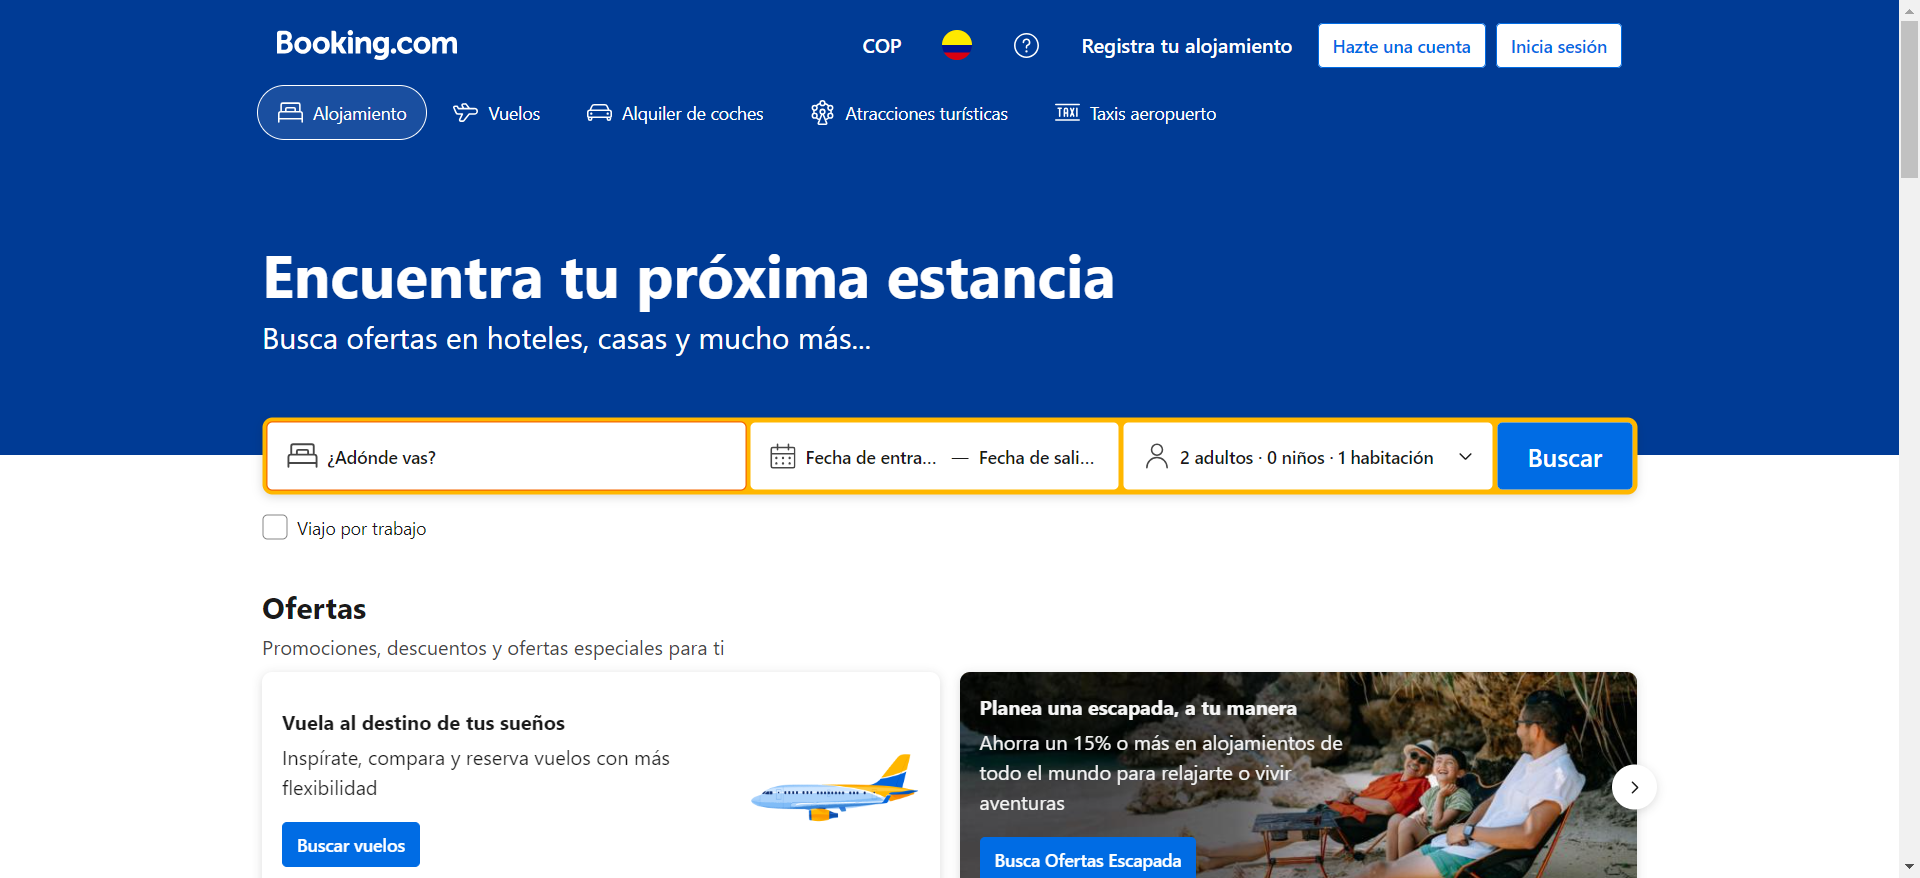 Booking.com
COP
Registra tu alojamiento
Hazte una cuenta
Inicia sesión
Alojamiento
Vuelos
Alquiler de coches
Atracciones turísticas
TAXI
Taxis aeropuerto
Encuentra tu próxima estancia
Busca ofertas en hoteles, casas y mucho más...
¿Adónde vas?
Fecha de entra... — Fecha de sali...
2 adultos · 0 niños · 1 habitación
Buscar
Viajo por trabajo
Ofertas
Promociones, descuentos y ofertas especiales para ti
Vuela al destino de tus sueños
Inspírate, compara y reserva vuelos con más
flexibilidad
Buscar vuelos
Planea una escapada, a tu manera
Ahorra un 15% o más en alojamientos de
todo el mundo para relajarte o vivir
aventuras
Busca Ofertas Escapada